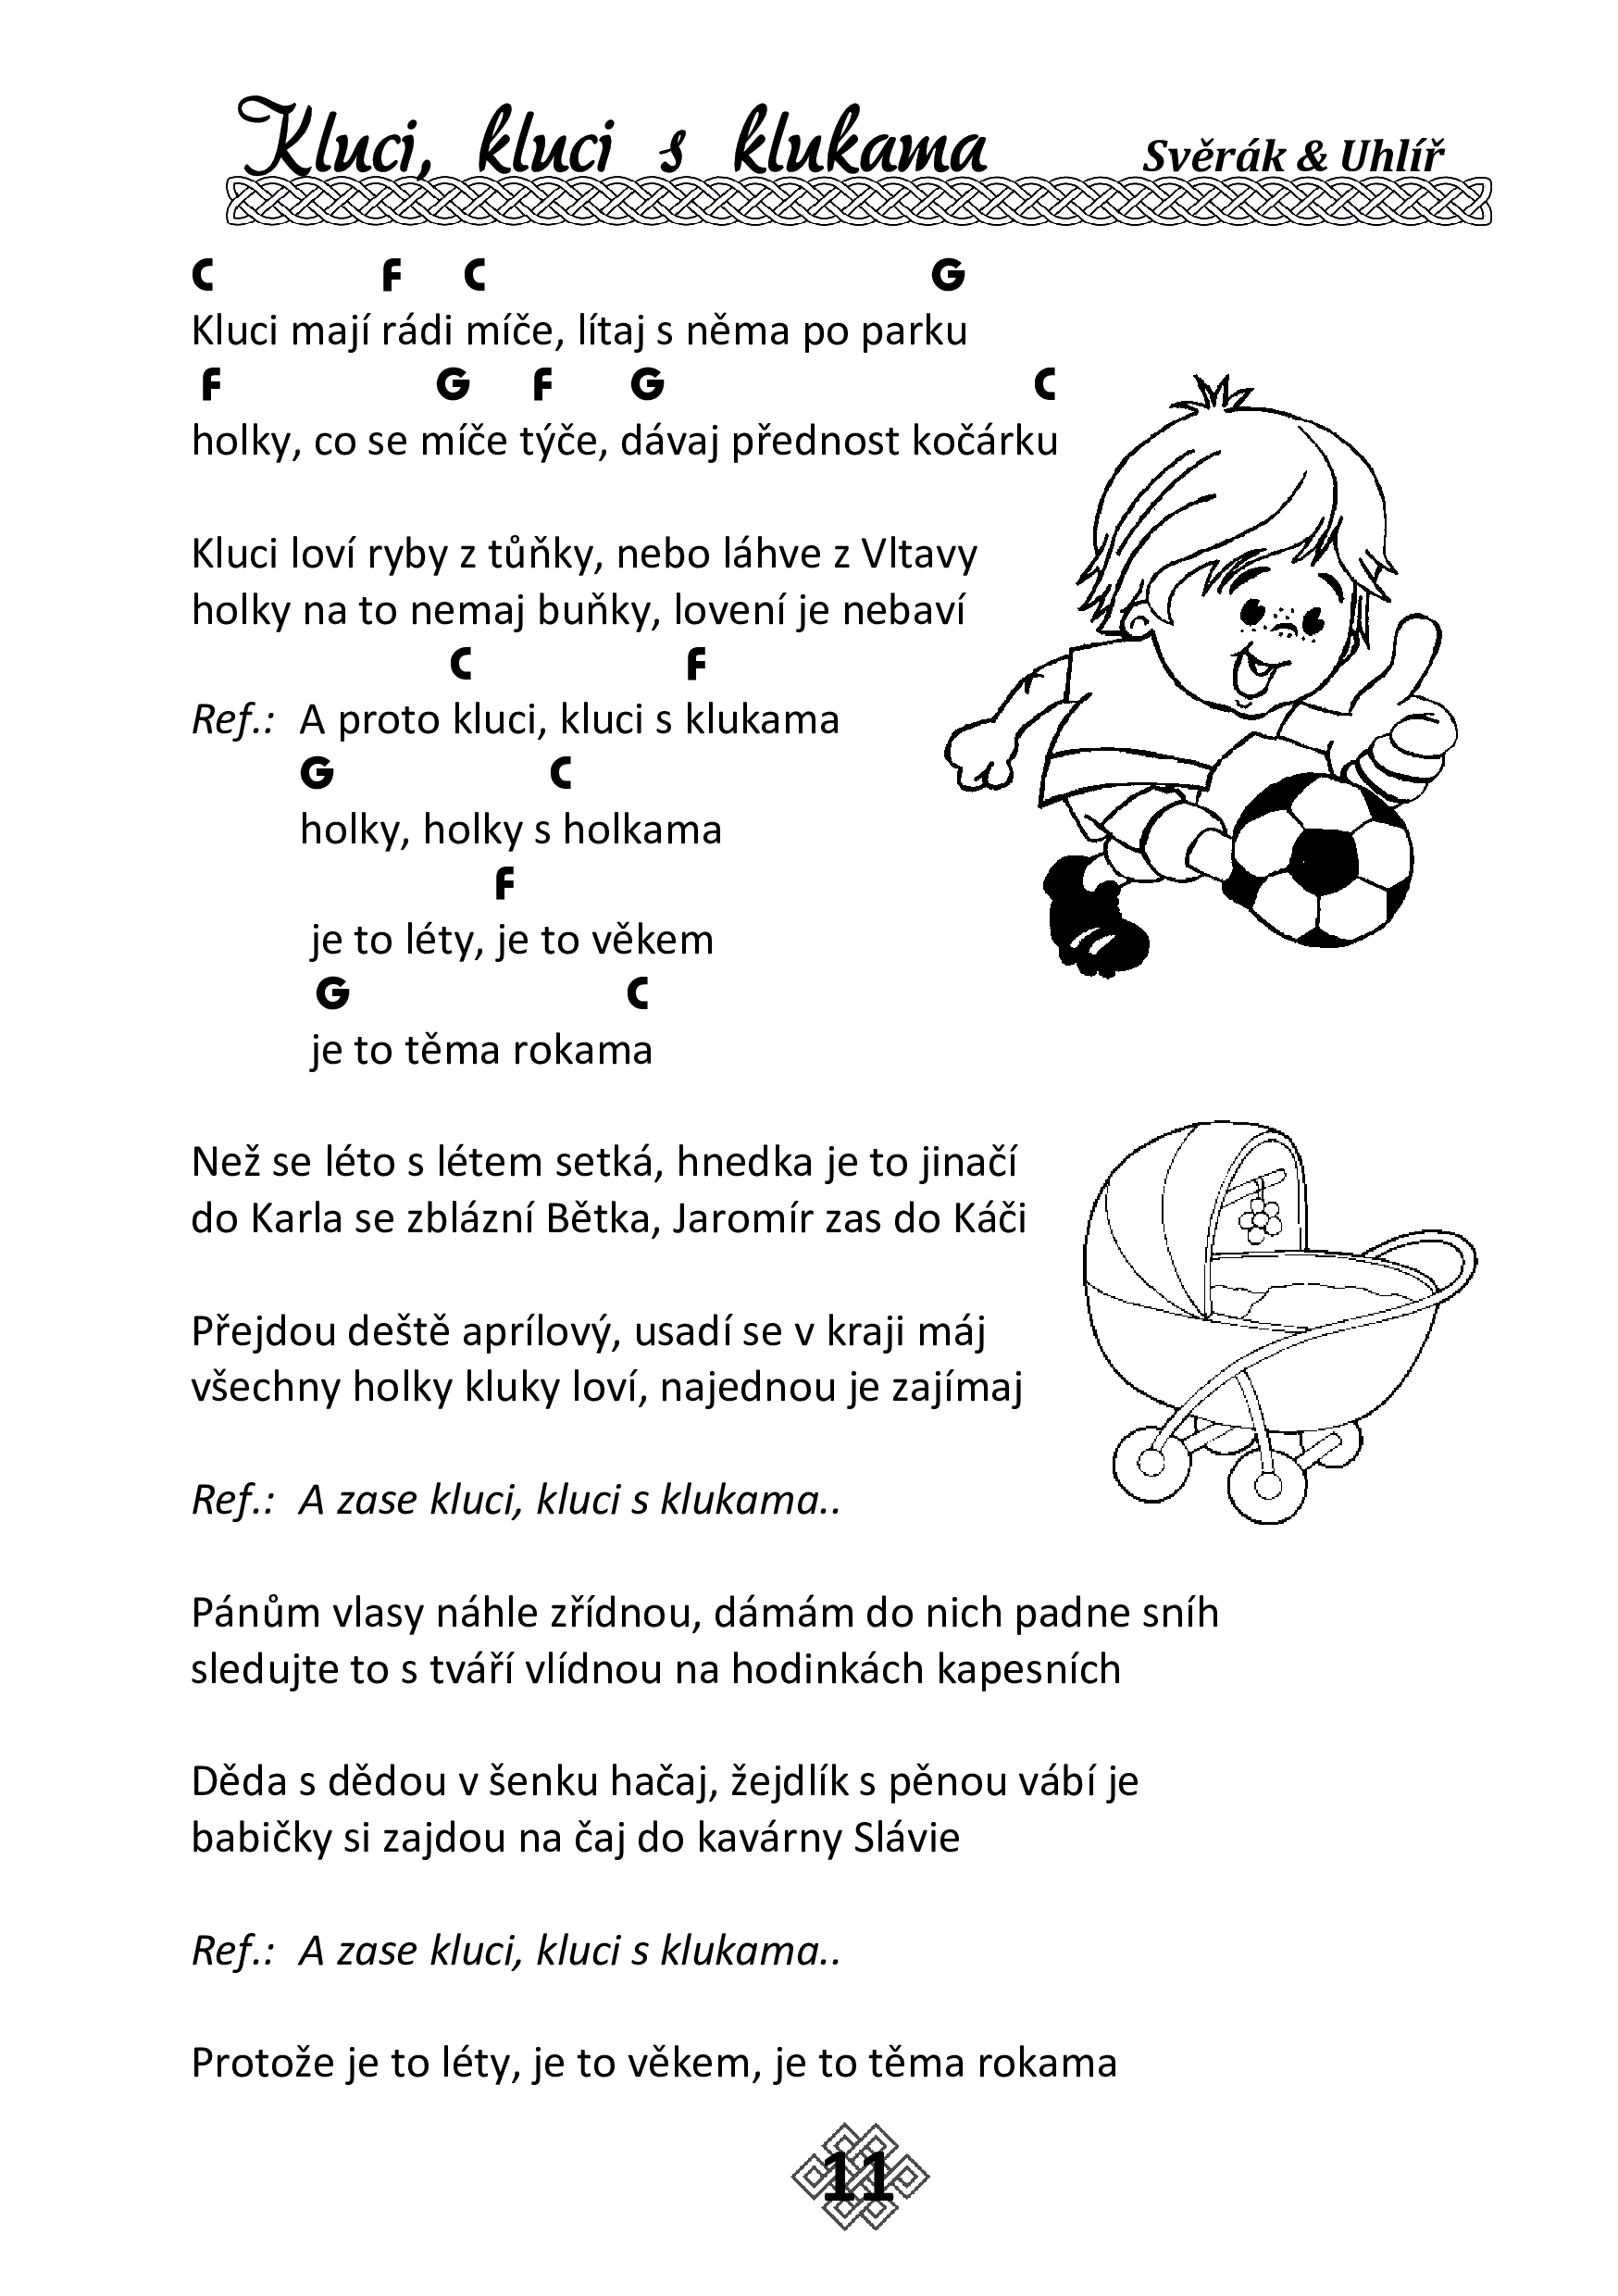 Kluci, kluci s klukama Svěrák & Uhlíř
C F C G
Kluci mají rádi míče, lítaj s něma po parku
F G F G C
holky, co se míče týče, dávaj přednost kočárku
Kluci loví ryby z tůňky, nebo láhve z Vltavy
holky na to nemaj buňky, lovení je nebaví
C F
Ref.: A proto kluci, kluci s klukama
G C
holky, holky s holkama
F
je to léty, je to věkem
G C
je to těma rokama
Než se léto s létem setká, hnedka je to jinačí
do Karla se zblázní Bětka, Jaromír zas do Káči
Přejdou deště aprílový, usadí se v kraji máj
všechny holky kluky loví, najednou je zajímaj
Ref.: A zase kluci, kluci s klukama..
Pánům vlasy náhle zřídnou, dámám do nich padne sníh
sledujte to s tváří vlídnou na hodinkách kapesních
Děda s dědou v šenku hačaj, žejdlík s pěnou vábí je
babičky si zajdou na čaj do kavárny Slávie
Ref.: A zase kluci, kluci s klukama..
Protože je to léty, je to věkem, je to těma rokama
11